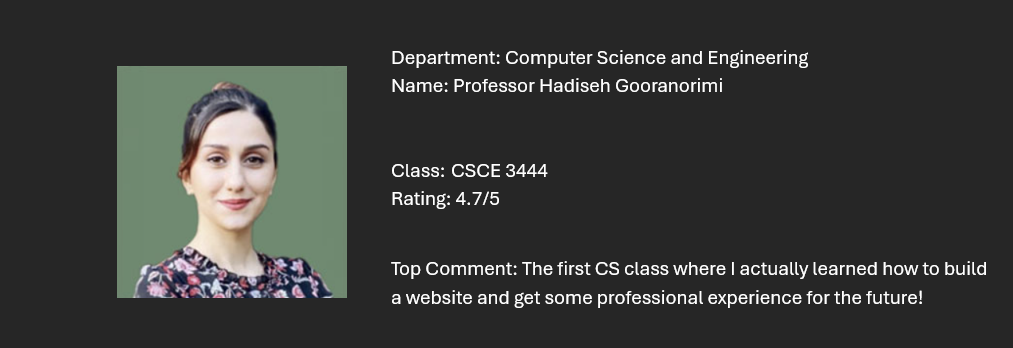 Department: Computer Science and Engineering
Name: Professor Hadiseh Gooranorimi
Class: CSCE 3444
Rating: 4.7/5
Top Comment: The first CS class where I actually learned how to build
a website and get some professional experience for the future!